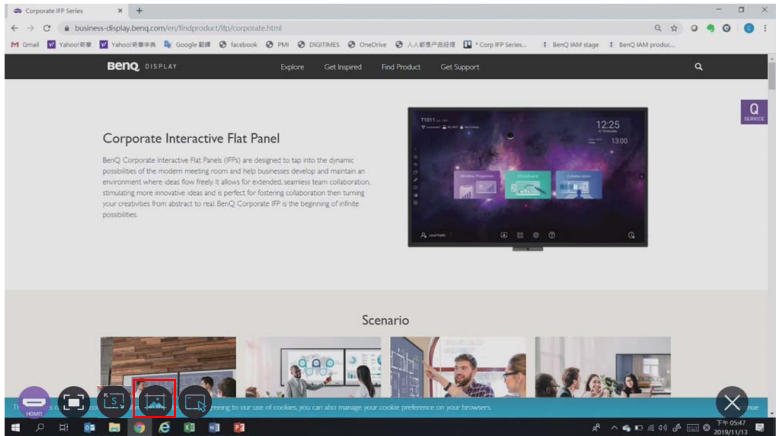 Corporate IFP Series
business-display.benq.com/en/findproduct/ifp/corporate.html
Gmail
Yahoo!奇摩
Yahoo!奇摩字典
Google 翻譯
facebook
PMI
DIGITIMES
OneDrive
人人都是产品经理
* Corp IFP Series...
BenQ IAM stage
BenQ IAM produc...
BenQ DISPLAY
Explore
Get Inspired
Find Product
Get Support
Q
SERVICE
Corporate Interactive Flat Panel
BenQ Corporate Interactive Flat Panels (IFPs) are designed to tap into the dynamic
possibilities of the modern meeting room and help businesses develop and maintain an
environment where ideas flow freely. It allows for extended, seamless team collaboration,
stimulating more innovative ideas and is perfect for fostering collaboration then turning
your creativities from abstract to real. BenQ Corporate IFP is the beginning of infinite
possibilities.
T1011
12:25
13:00
Whiteboard
Collaboration
Scenario
S
HOME
reeing to our use of cookies, you can also manage your cookie preference on your browsers.
下午 05:47
2019/11/13